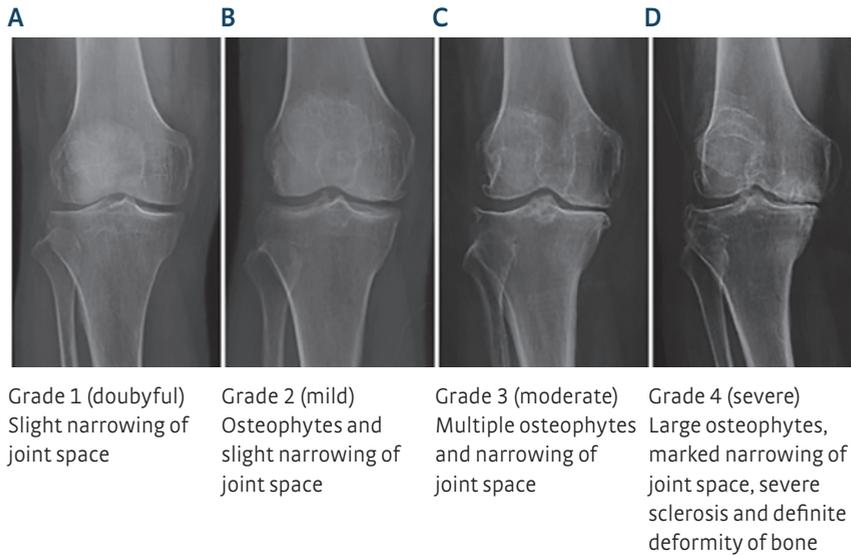 A
B
C
D
Grade 1 (doubyful)
Slight narrowing of
joint space
Grade 2 (mild)
Osteophytes and
slight narrowing of
joint space
Grade 3 (moderate)
Multiple osteophytes
and narrowing of
joint space
Grade 4 (severe)
Large osteophytes,
marked narrowing of
joint space, severe
sclerosis and definite
deformity of bone